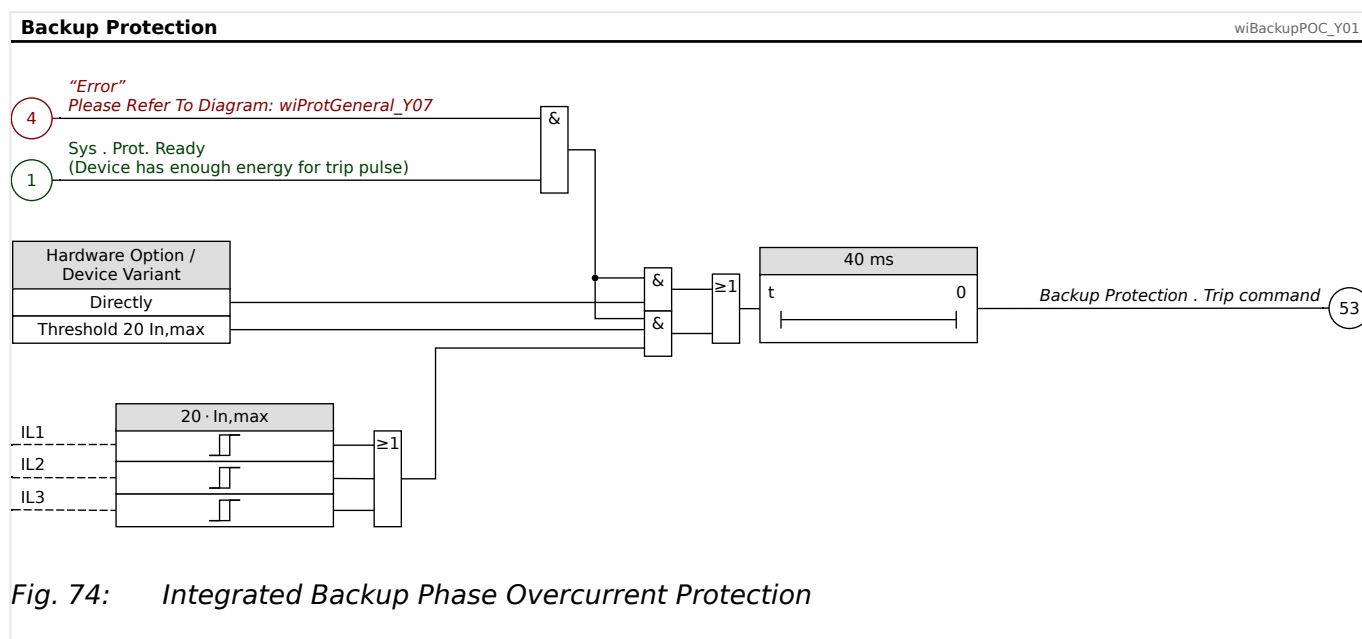 Backup Protection
wiBackupPOC_Y01
“Error”
Please Refer To Diagram: wiProtGeneral_Y07
4
&
Sys . Prot. Ready
(Device has enough energy for trip pulse)
1
Hardware Option /
Device Variant
Directly
Threshold 20 In,max
&
&
≥1
40 ms
t
0
Backup Protection . Trip command
53
20 · In,max
IL1
IL2
IL3
≥1
Fig. 74: Integrated Backup Phase Overcurrent Protection